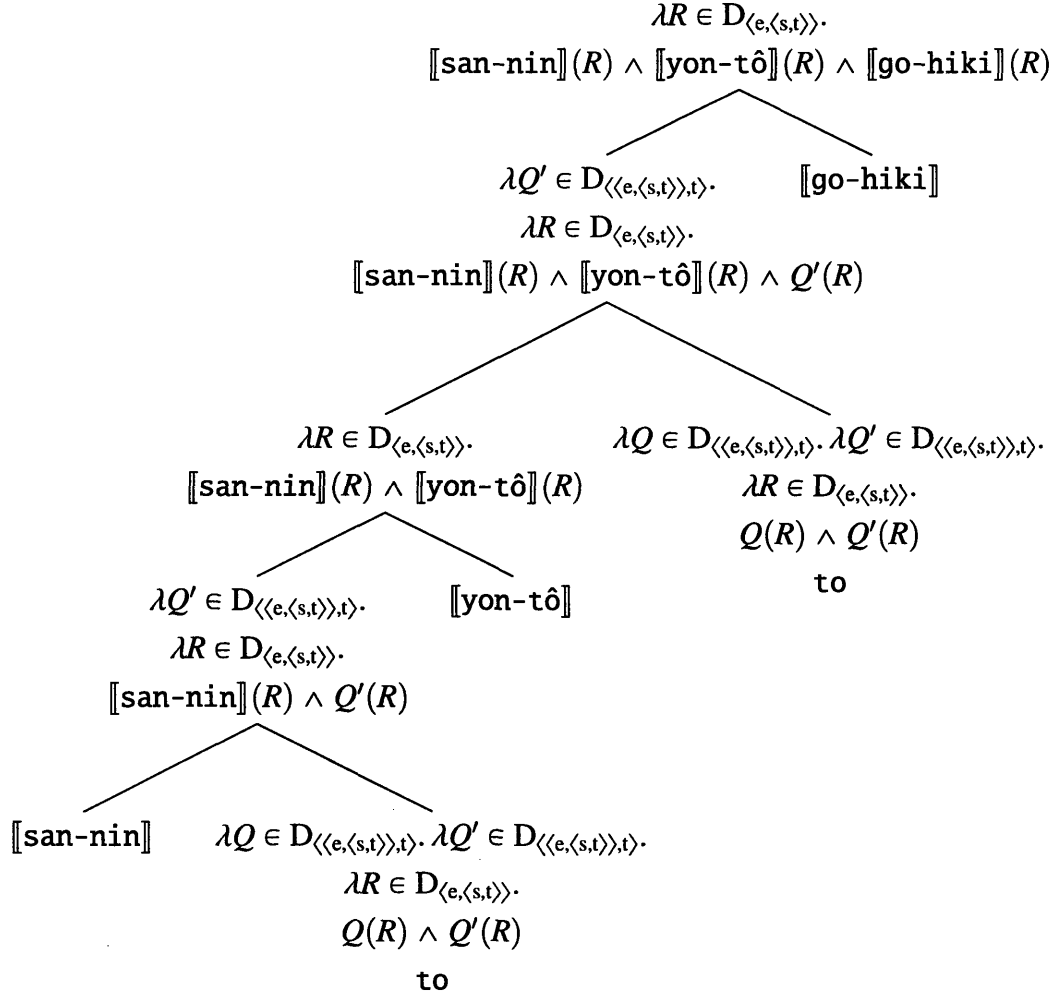 λR ∈ D⟨e,⟨s,t⟩⟩.
⟦san-nin⟧(R) ∧ ⟦yon-tô⟧(R) ∧ ⟦go-hiki⟧(R)
λQ′ ∈ D⟨⟨e,⟨s,t⟩⟩,t⟩. ⟦go-hiki⟧
λR ∈ D⟨e,⟨s,t⟩⟩.
⟦san-nin⟧(R) ∧ ⟦yon-tô⟧(R) ∧ Q′(R)
λR ∈ D⟨e,⟨s,t⟩⟩. λQ ∈ D⟨⟨e,⟨s,t⟩⟩,t⟩. λQ′ ∈ D⟨⟨e,⟨s,t⟩⟩,t⟩.
⟦san-nin⟧(R) ∧ ⟦yon-tô⟧(R) λR ∈ D⟨e,⟨s,t⟩⟩.
Q(R) ∧ Q′(R)
to
λQ′ ∈ D⟨⟨e,⟨s,t⟩⟩,t⟩. ⟦yon-tô⟧
λR ∈ D⟨e,⟨s,t⟩⟩.
⟦san-nin⟧(R) ∧ Q′(R)
⟦san-nin⟧ λQ ∈ D⟨⟨e,⟨s,t⟩⟩,t⟩. λQ′ ∈ D⟨⟨e,⟨s,t⟩⟩,t⟩.
λR ∈ D⟨e,⟨s,t⟩⟩.
Q(R) ∧ Q′(R)
to